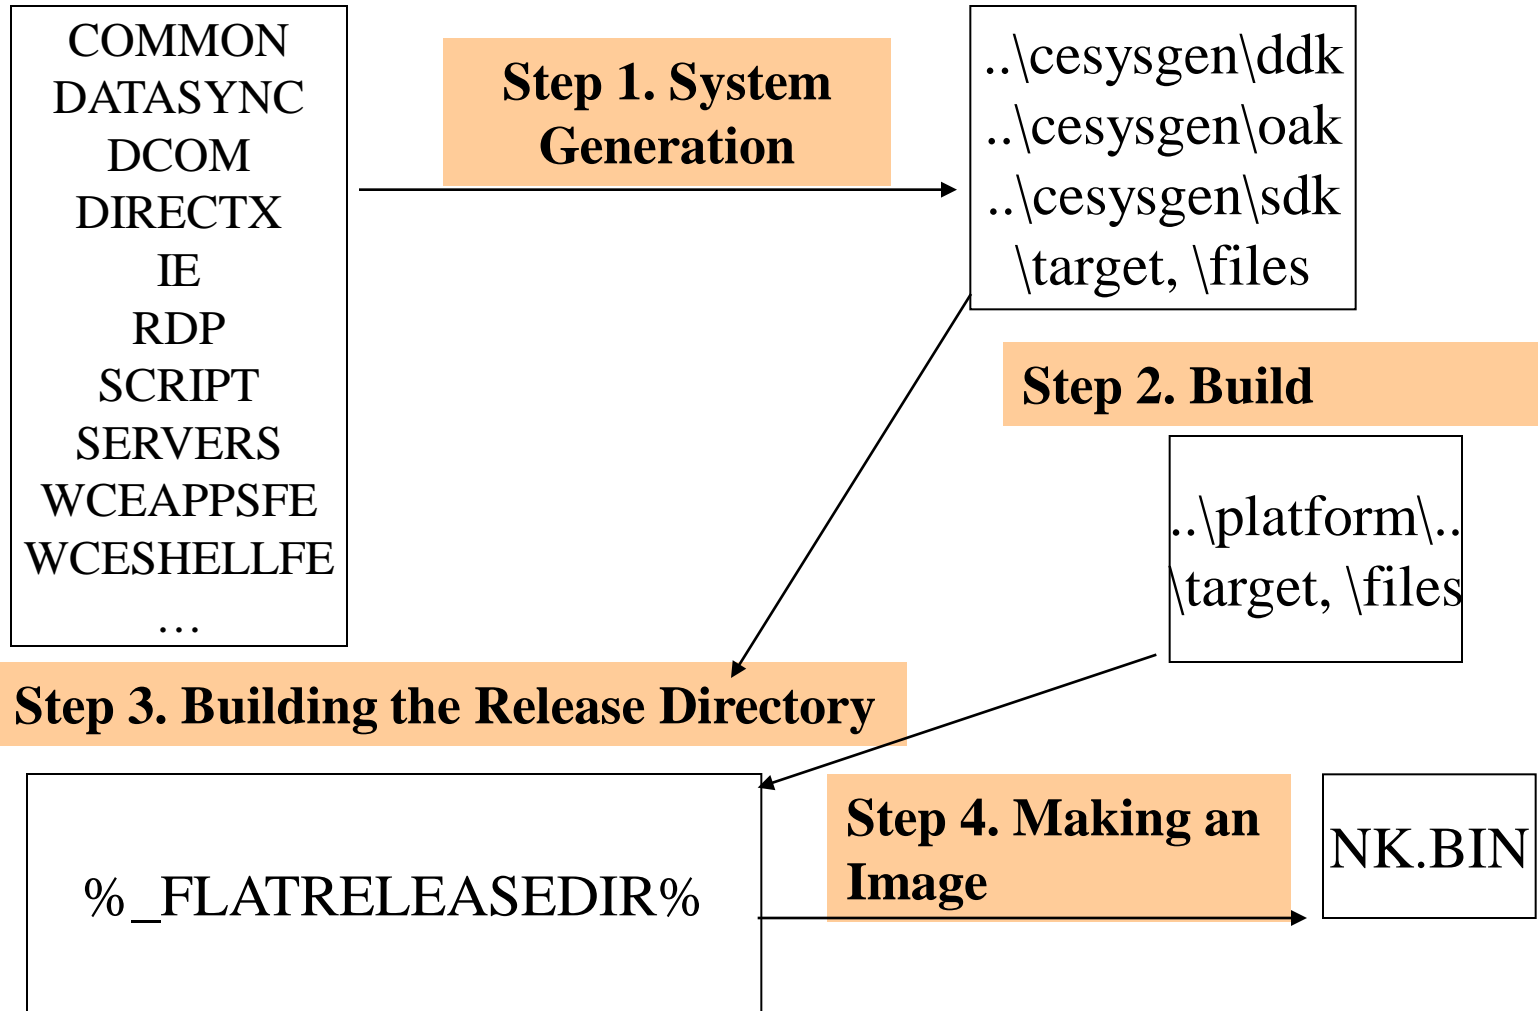 COMMON
DATASYNC
DCOM
DIRECTX
IE
RDP
SCRIPT
SERVERS
WCEAPPSFE
WCESHELLFE
…
Step 1. System
Generation
..\cesysgen\ddk
..\cesysgen\oak
..\cesysgen\sdk
\target, \files
Step 2. Build
..\platform\..
\target, \files
Step 3. Building the Release Directory
%_FLATRELEASEDIR%
Step 4. Making an
Image
NK.BIN